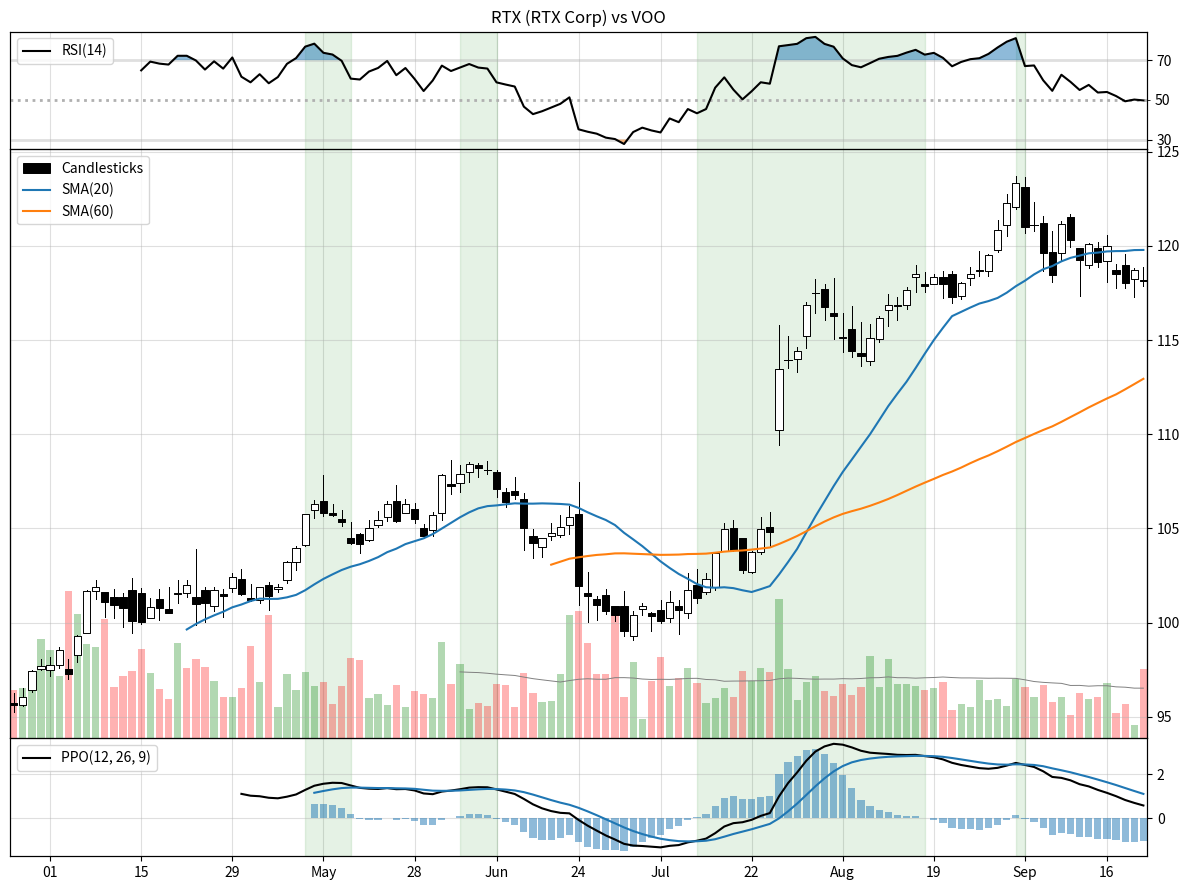 RTX (RTX Corp) vs VOO
RSI(14)
70
50
30
Candlesticks
SMA(20)
SMA(60)
125
120
115
110
105
100
95
PPO(12, 26, 9)
2
0
01 15 29 May 28 Jun 24 Jul 22 Aug 19 Sep 16